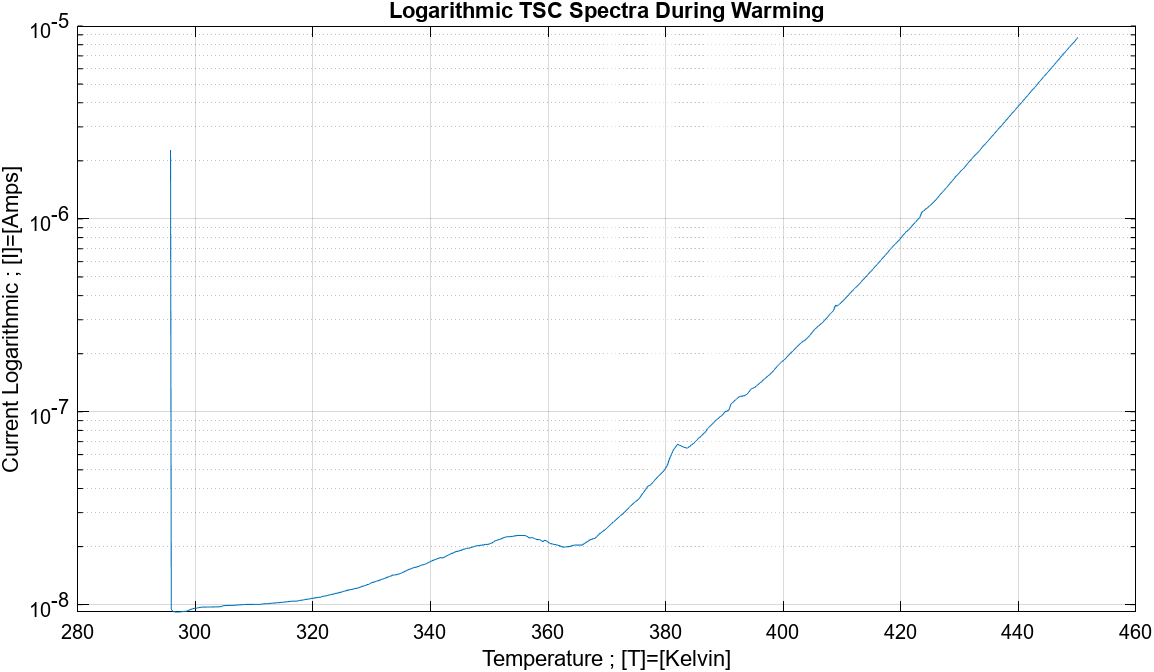 Logarithmic TSC Spectra During Warming
Current Logarithmic ; [I]=[Amps]
10-5
10-6
10-7
10-8
280 300 320 340 360 380 400 420 440 460
Temperature ; [T]=[Kelvin]